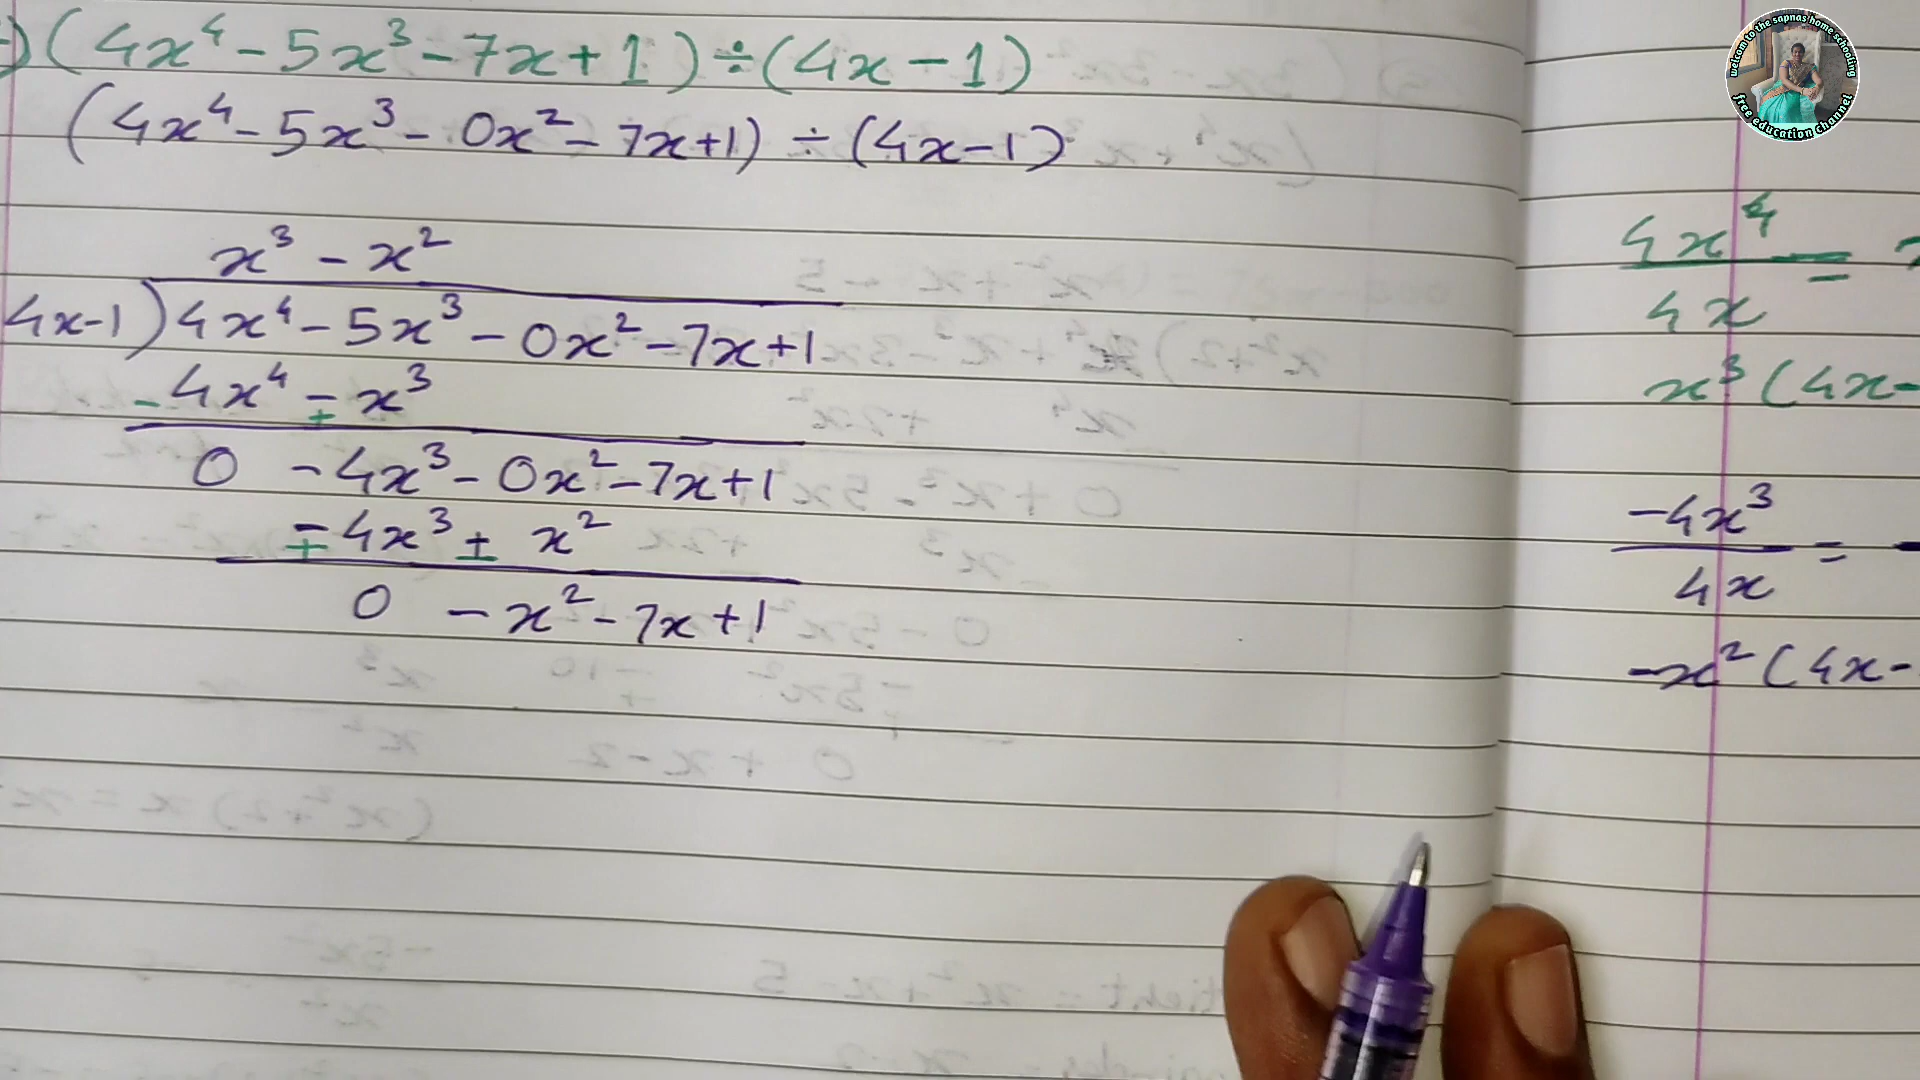 ) (4x⁴ - 5x³ - 7x + 1) ÷ (4x - 1)
(4x⁴ - 5x³ - 0x² - 7x + 1) ÷ (4x - 1)
x³ - x²
4x-1 ) 4x⁴ - 5x³ - 0x² - 7x + 1
- 4x⁴ - x³
+
0 - 4x³ - 0x² - 7x + 1
- 4x³ + x²
+ -
0 - x² - 7x + 1
4x⁴ =
4x
x³ (4x-
-4x³ = -
4x
-x² (4x-
welcom to the sapnas home schooling
free education channel